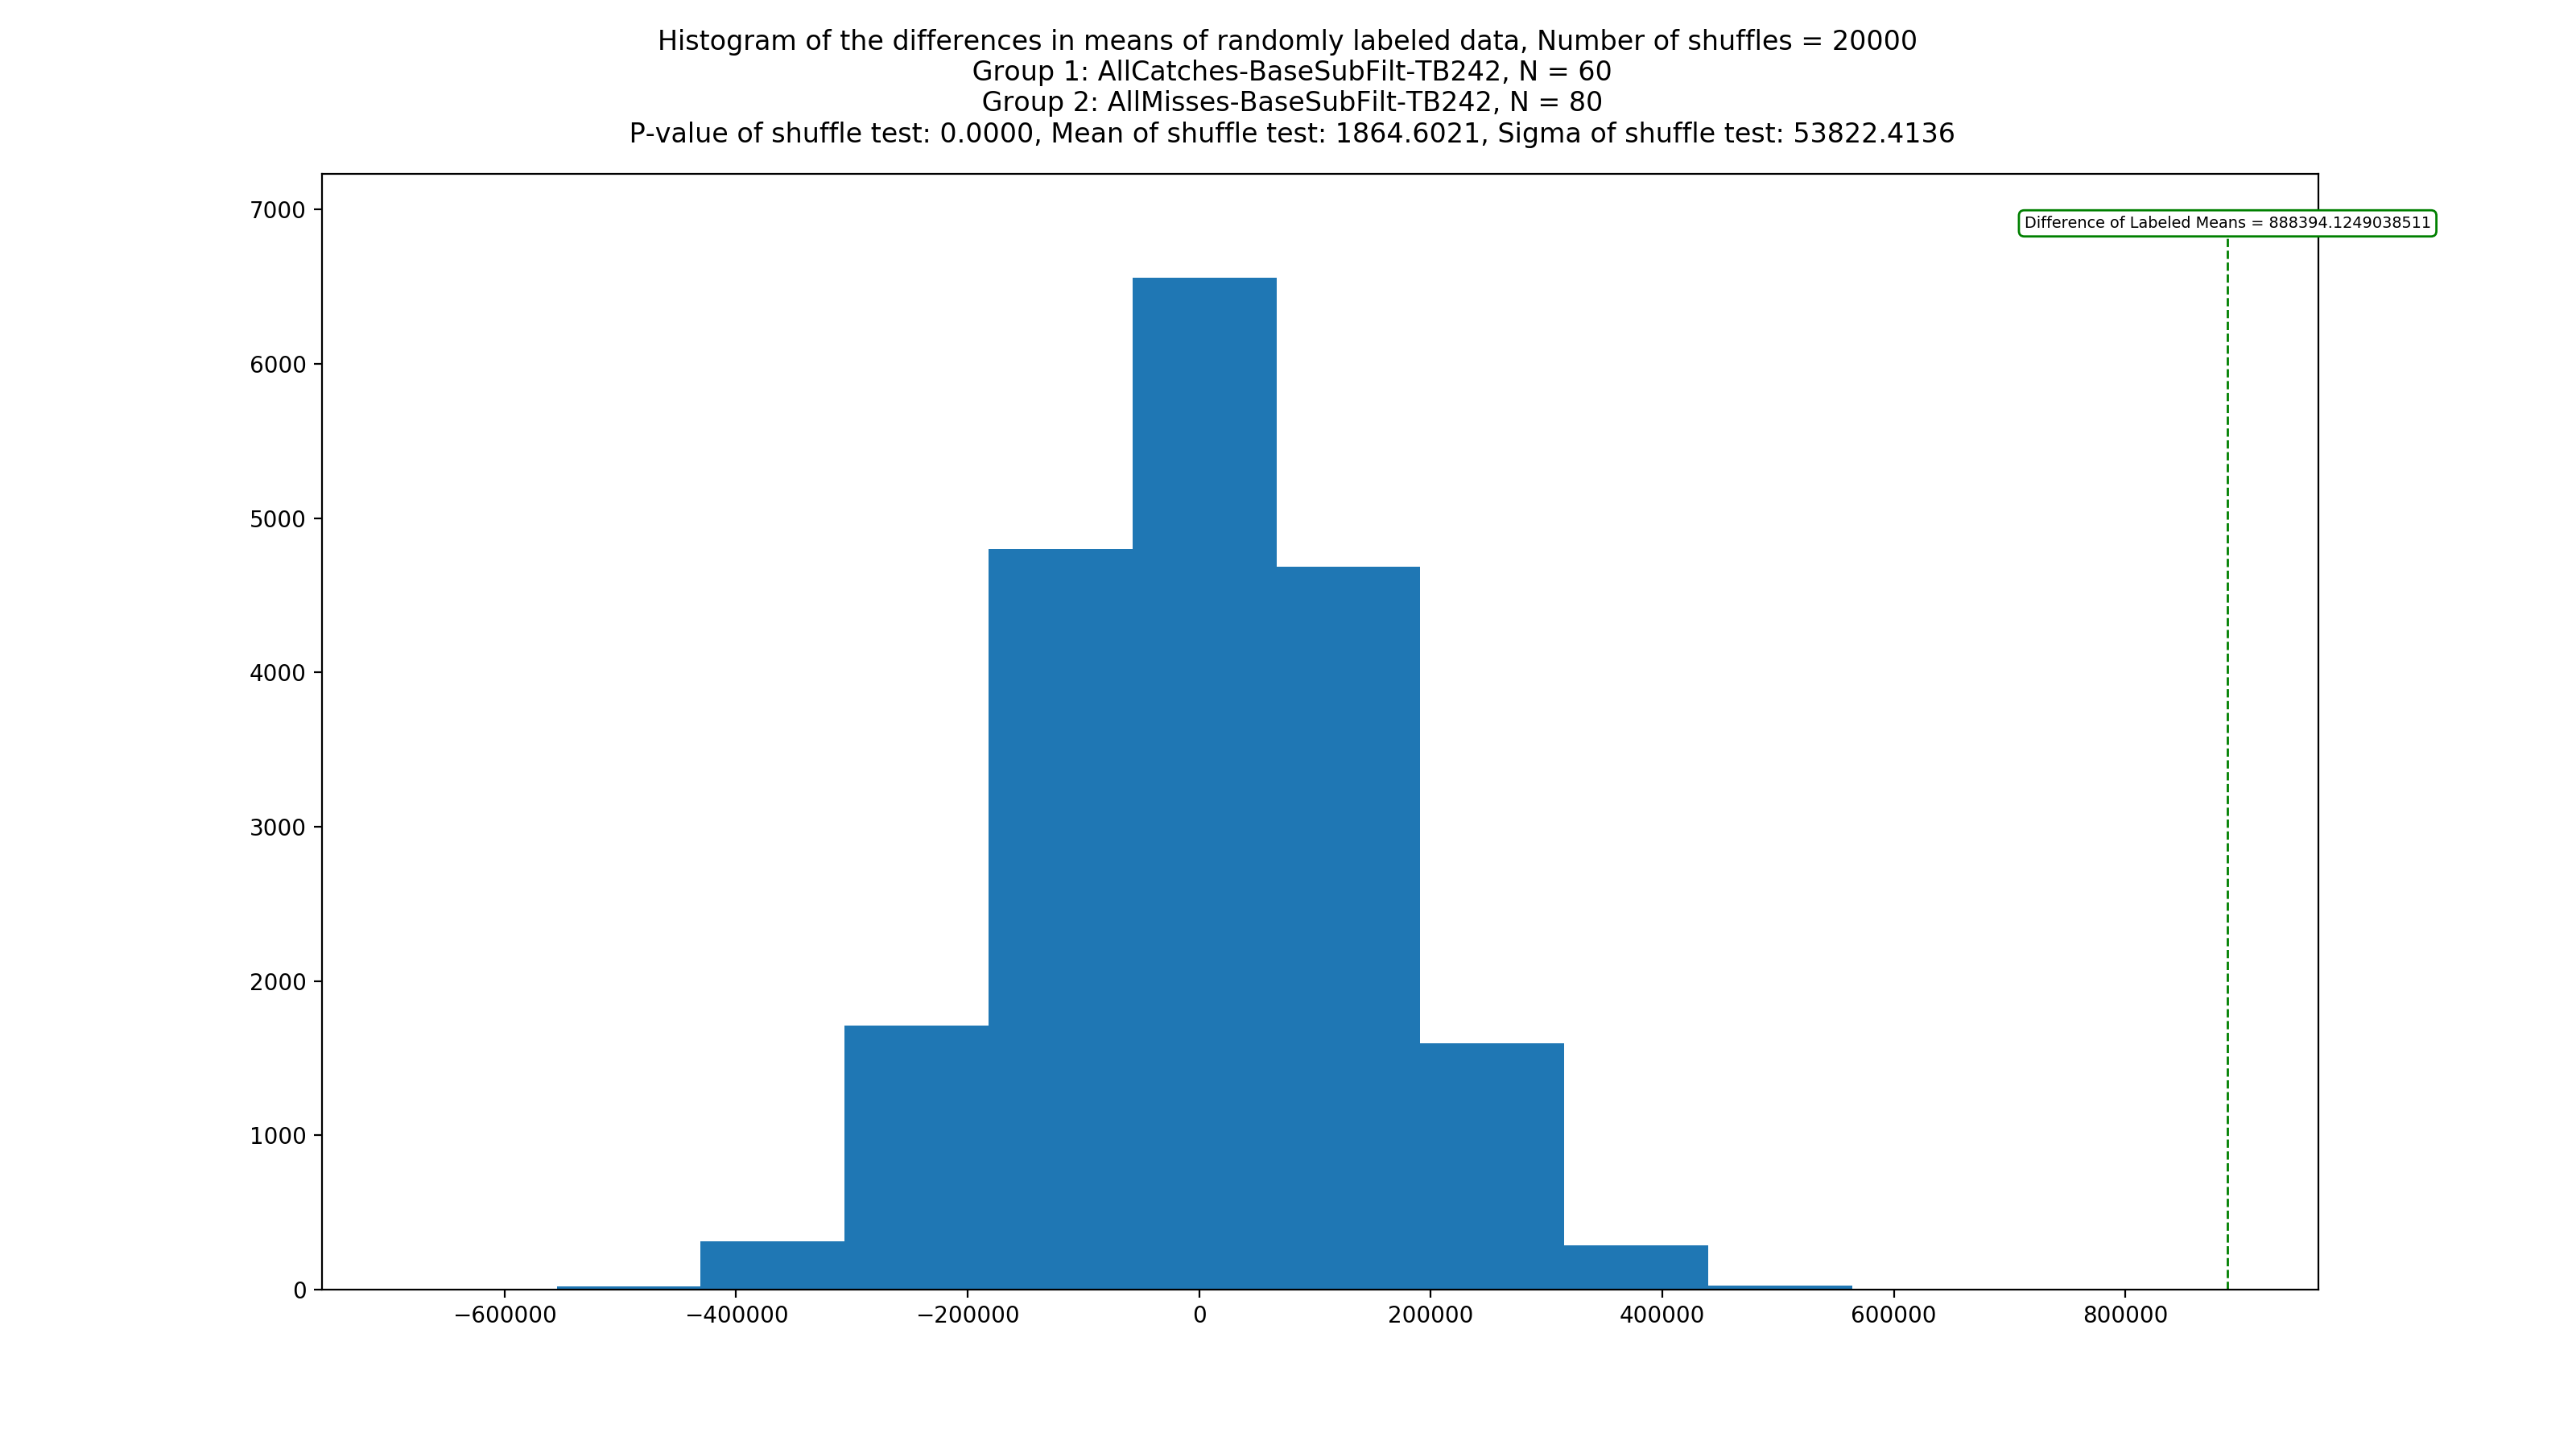 Histogram of the differences in means of randomly labeled data, Number of shuffles = 20000
Group 1: AllCatches-BaseSubFilt-TB242, N = 60
Group 2: AllMisses-BaseSubFilt-TB242, N = 80
P-value of shuffle test: 0.0000, Mean of shuffle test: 1864.6021, Sigma of shuffle test: 53822.4136
7000
Difference of Labeled Means = 888394.1249038511
6000
5000
4000
3000
2000
1000
0
−600000 −400000 −200000 0 200000 400000 600000 800000